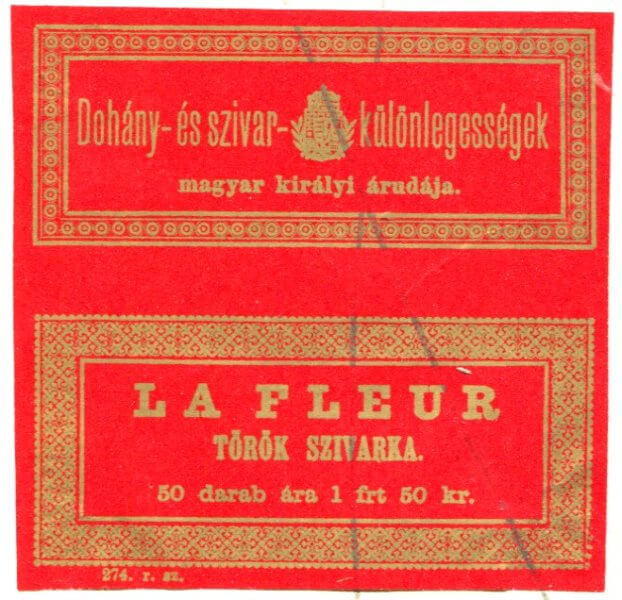 Dohány- és szivar- különlegességek
magyar királyi árudája.
LA FLEUR
TÖRÖK SZIVARKA.
50 darab ára 1 frt 50 kr.
274. r. sz.